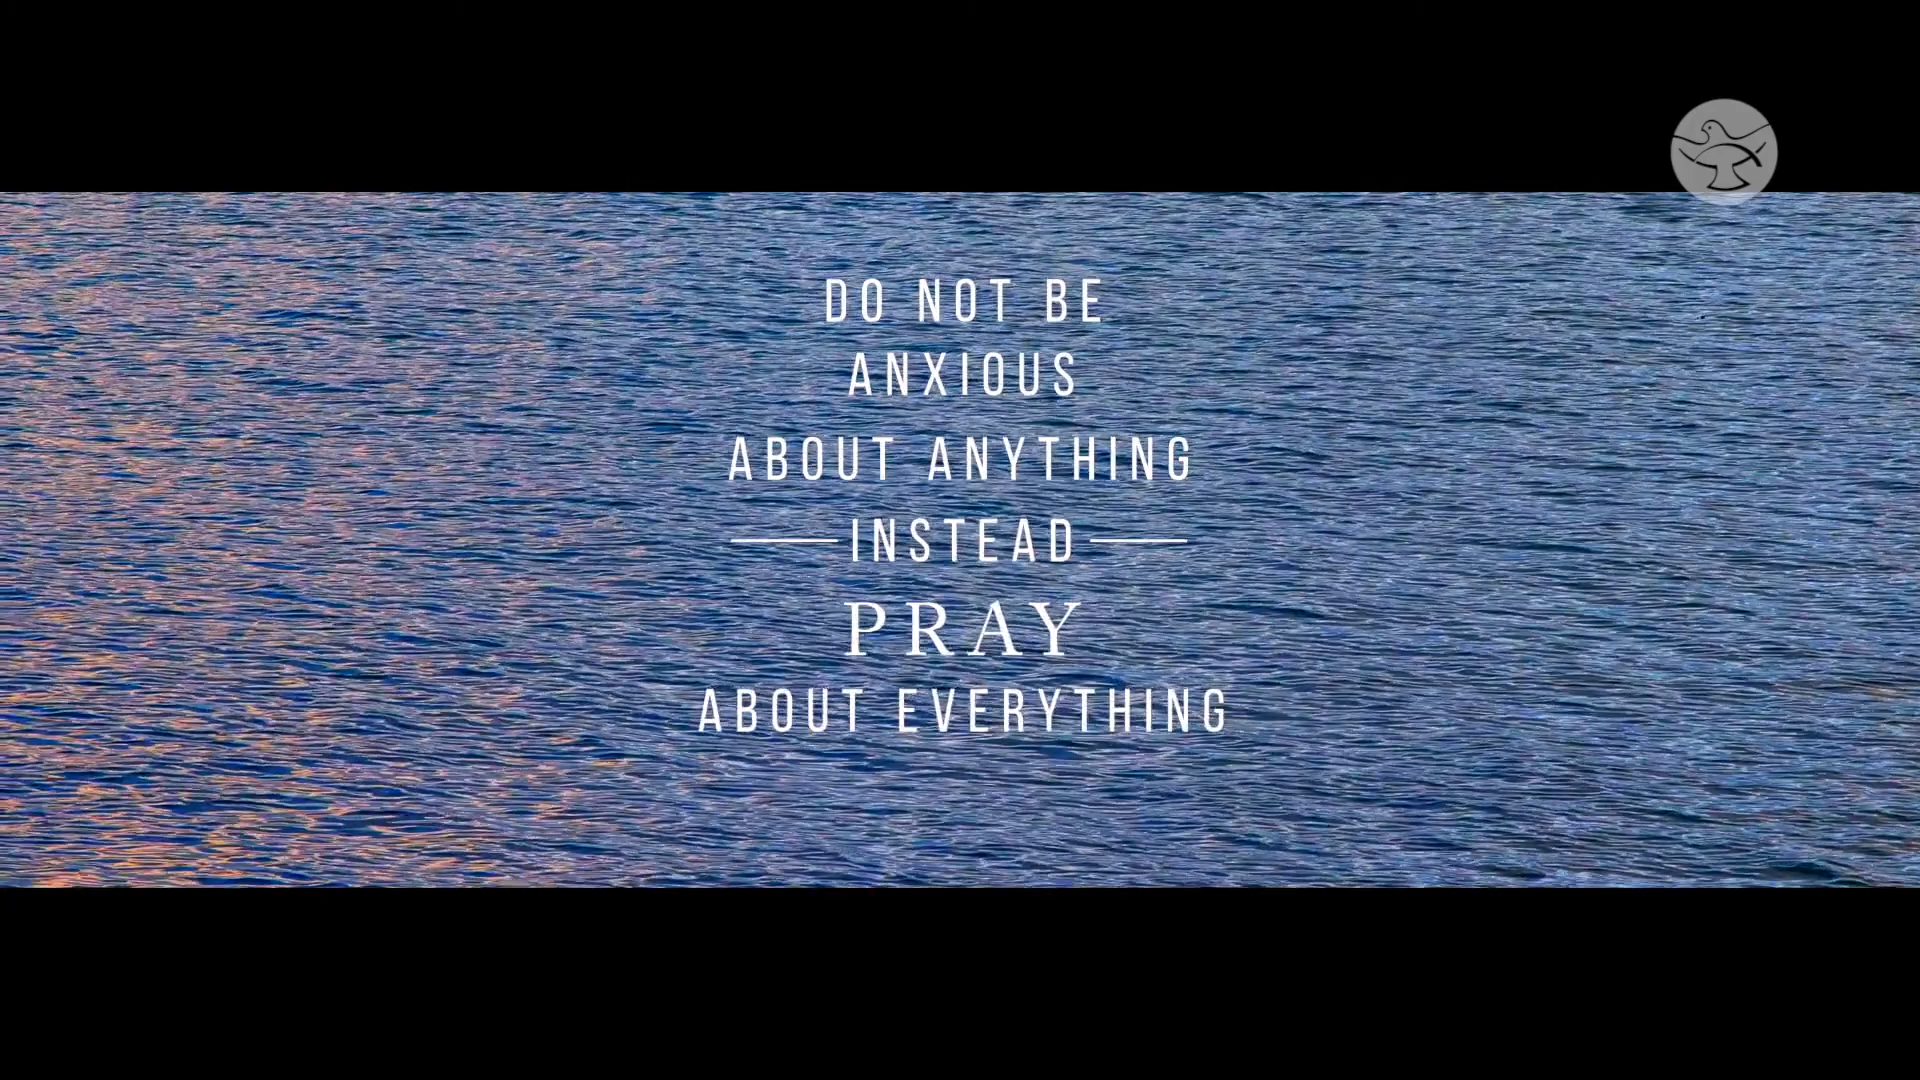 DO NOT BE
ANXIOUS
ABOUT ANYTHING
INSTEAD
PRAY
ABOUT EVERYTHING